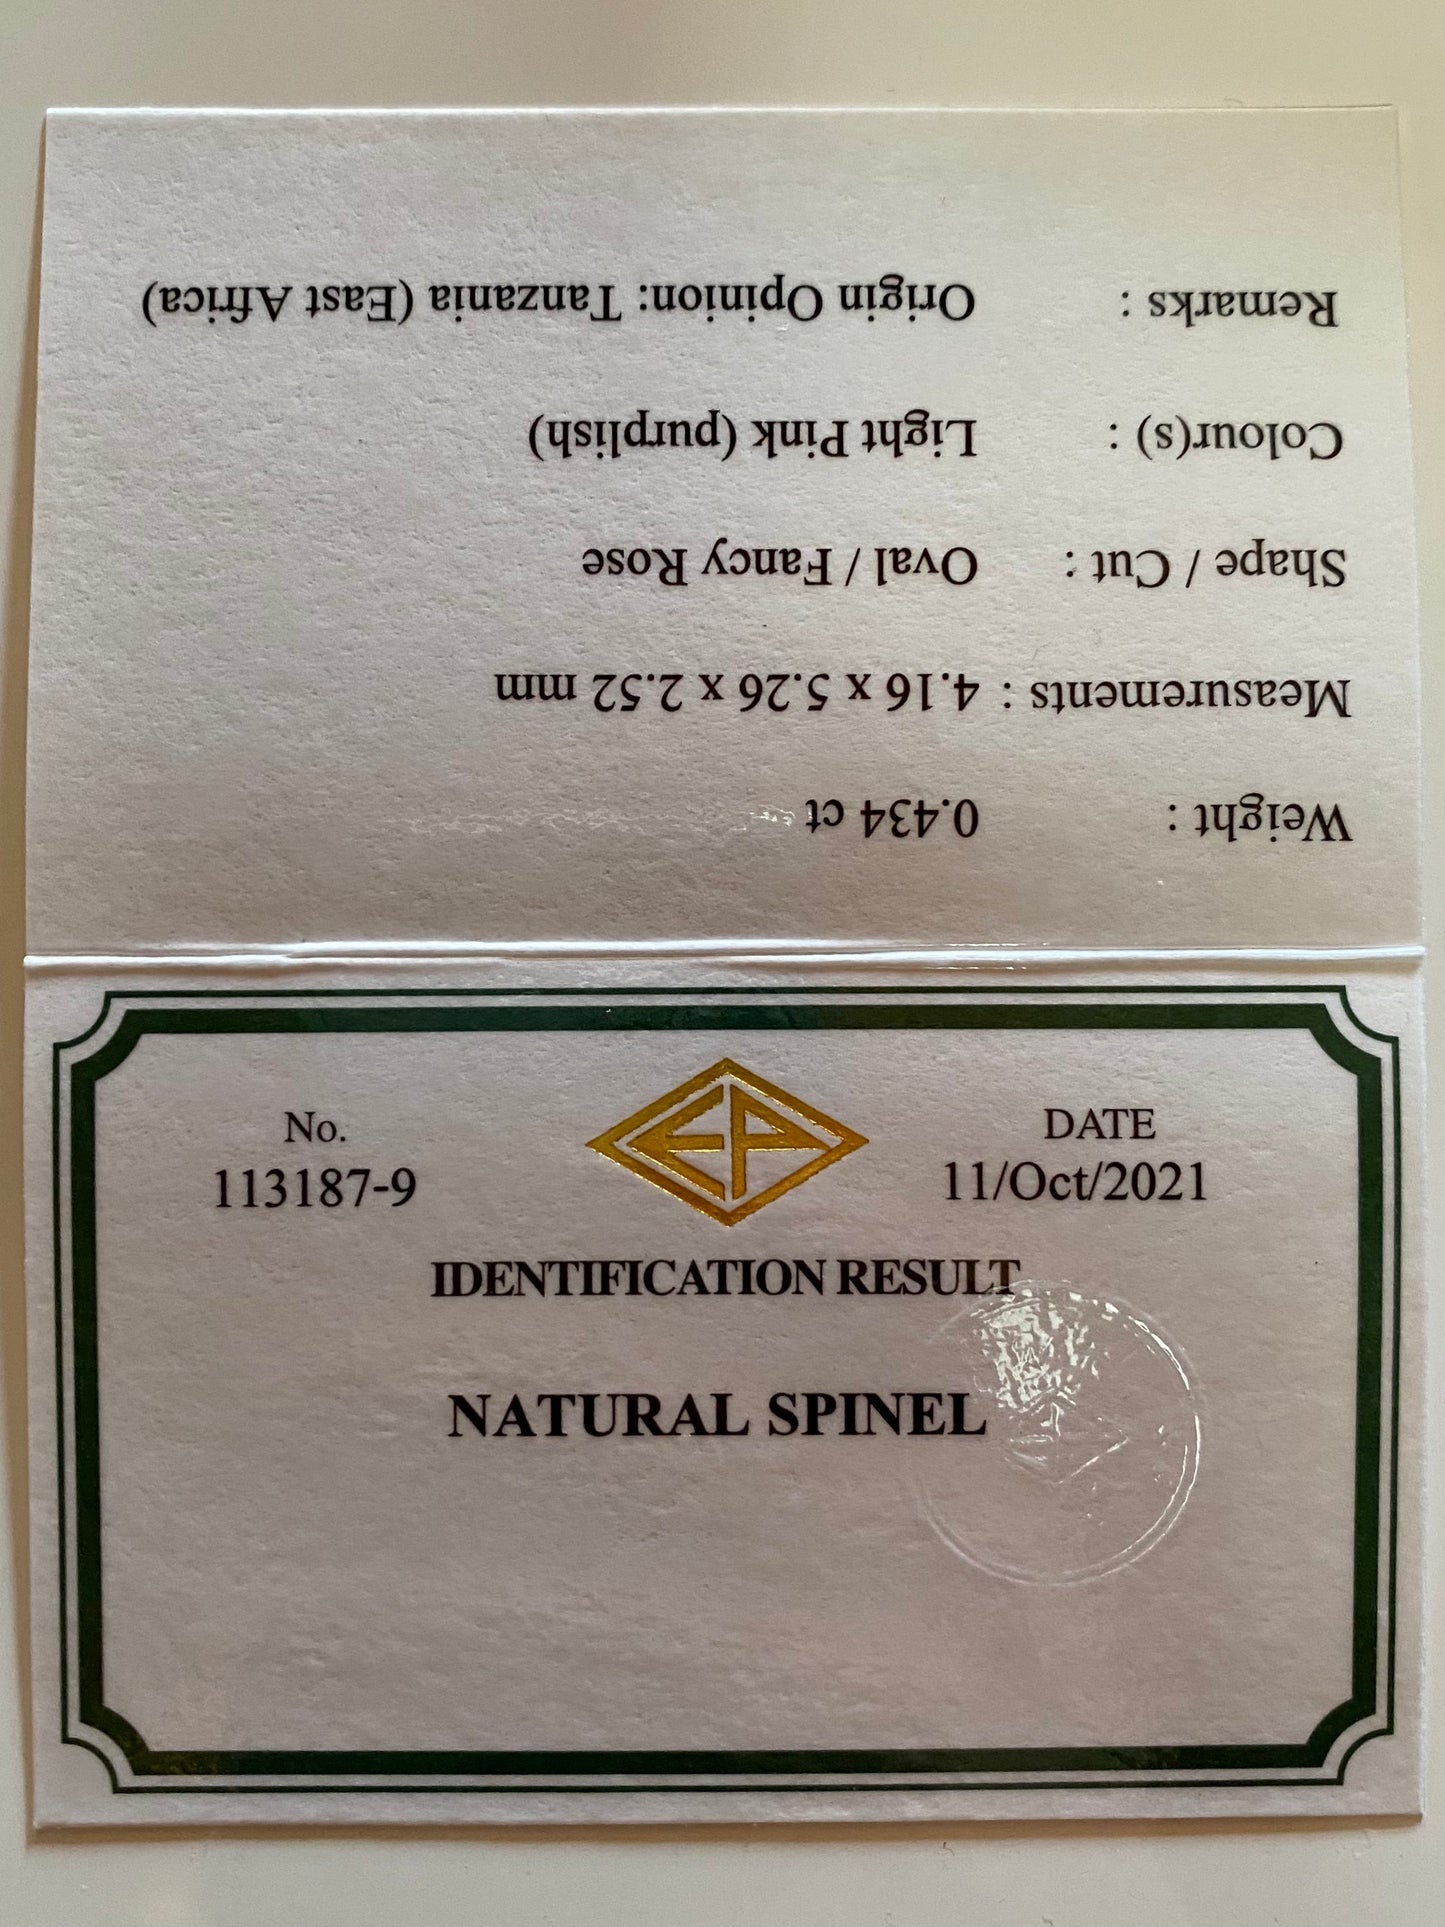 Weight : 0.434 ct
Measurements : 4.16 x 5.26 x 2.52 mm
Shape / Cut : Oval / Fancy Rose
Colour(s) : Light Pink (purplish)
Remarks : Origin Opinion: Tanzania (East Africa)
No. DATE
113187-9 11/Oct/2021
IDENTIFICATION RESULT
NATURAL SPINEL